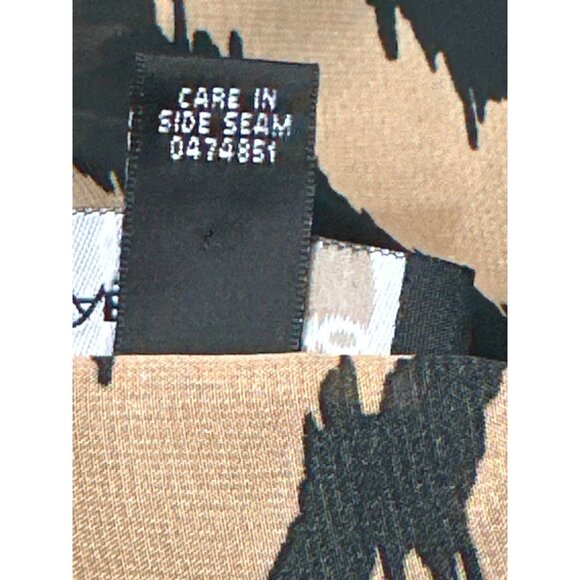 CARE IN
SIDE SEAM
0474851